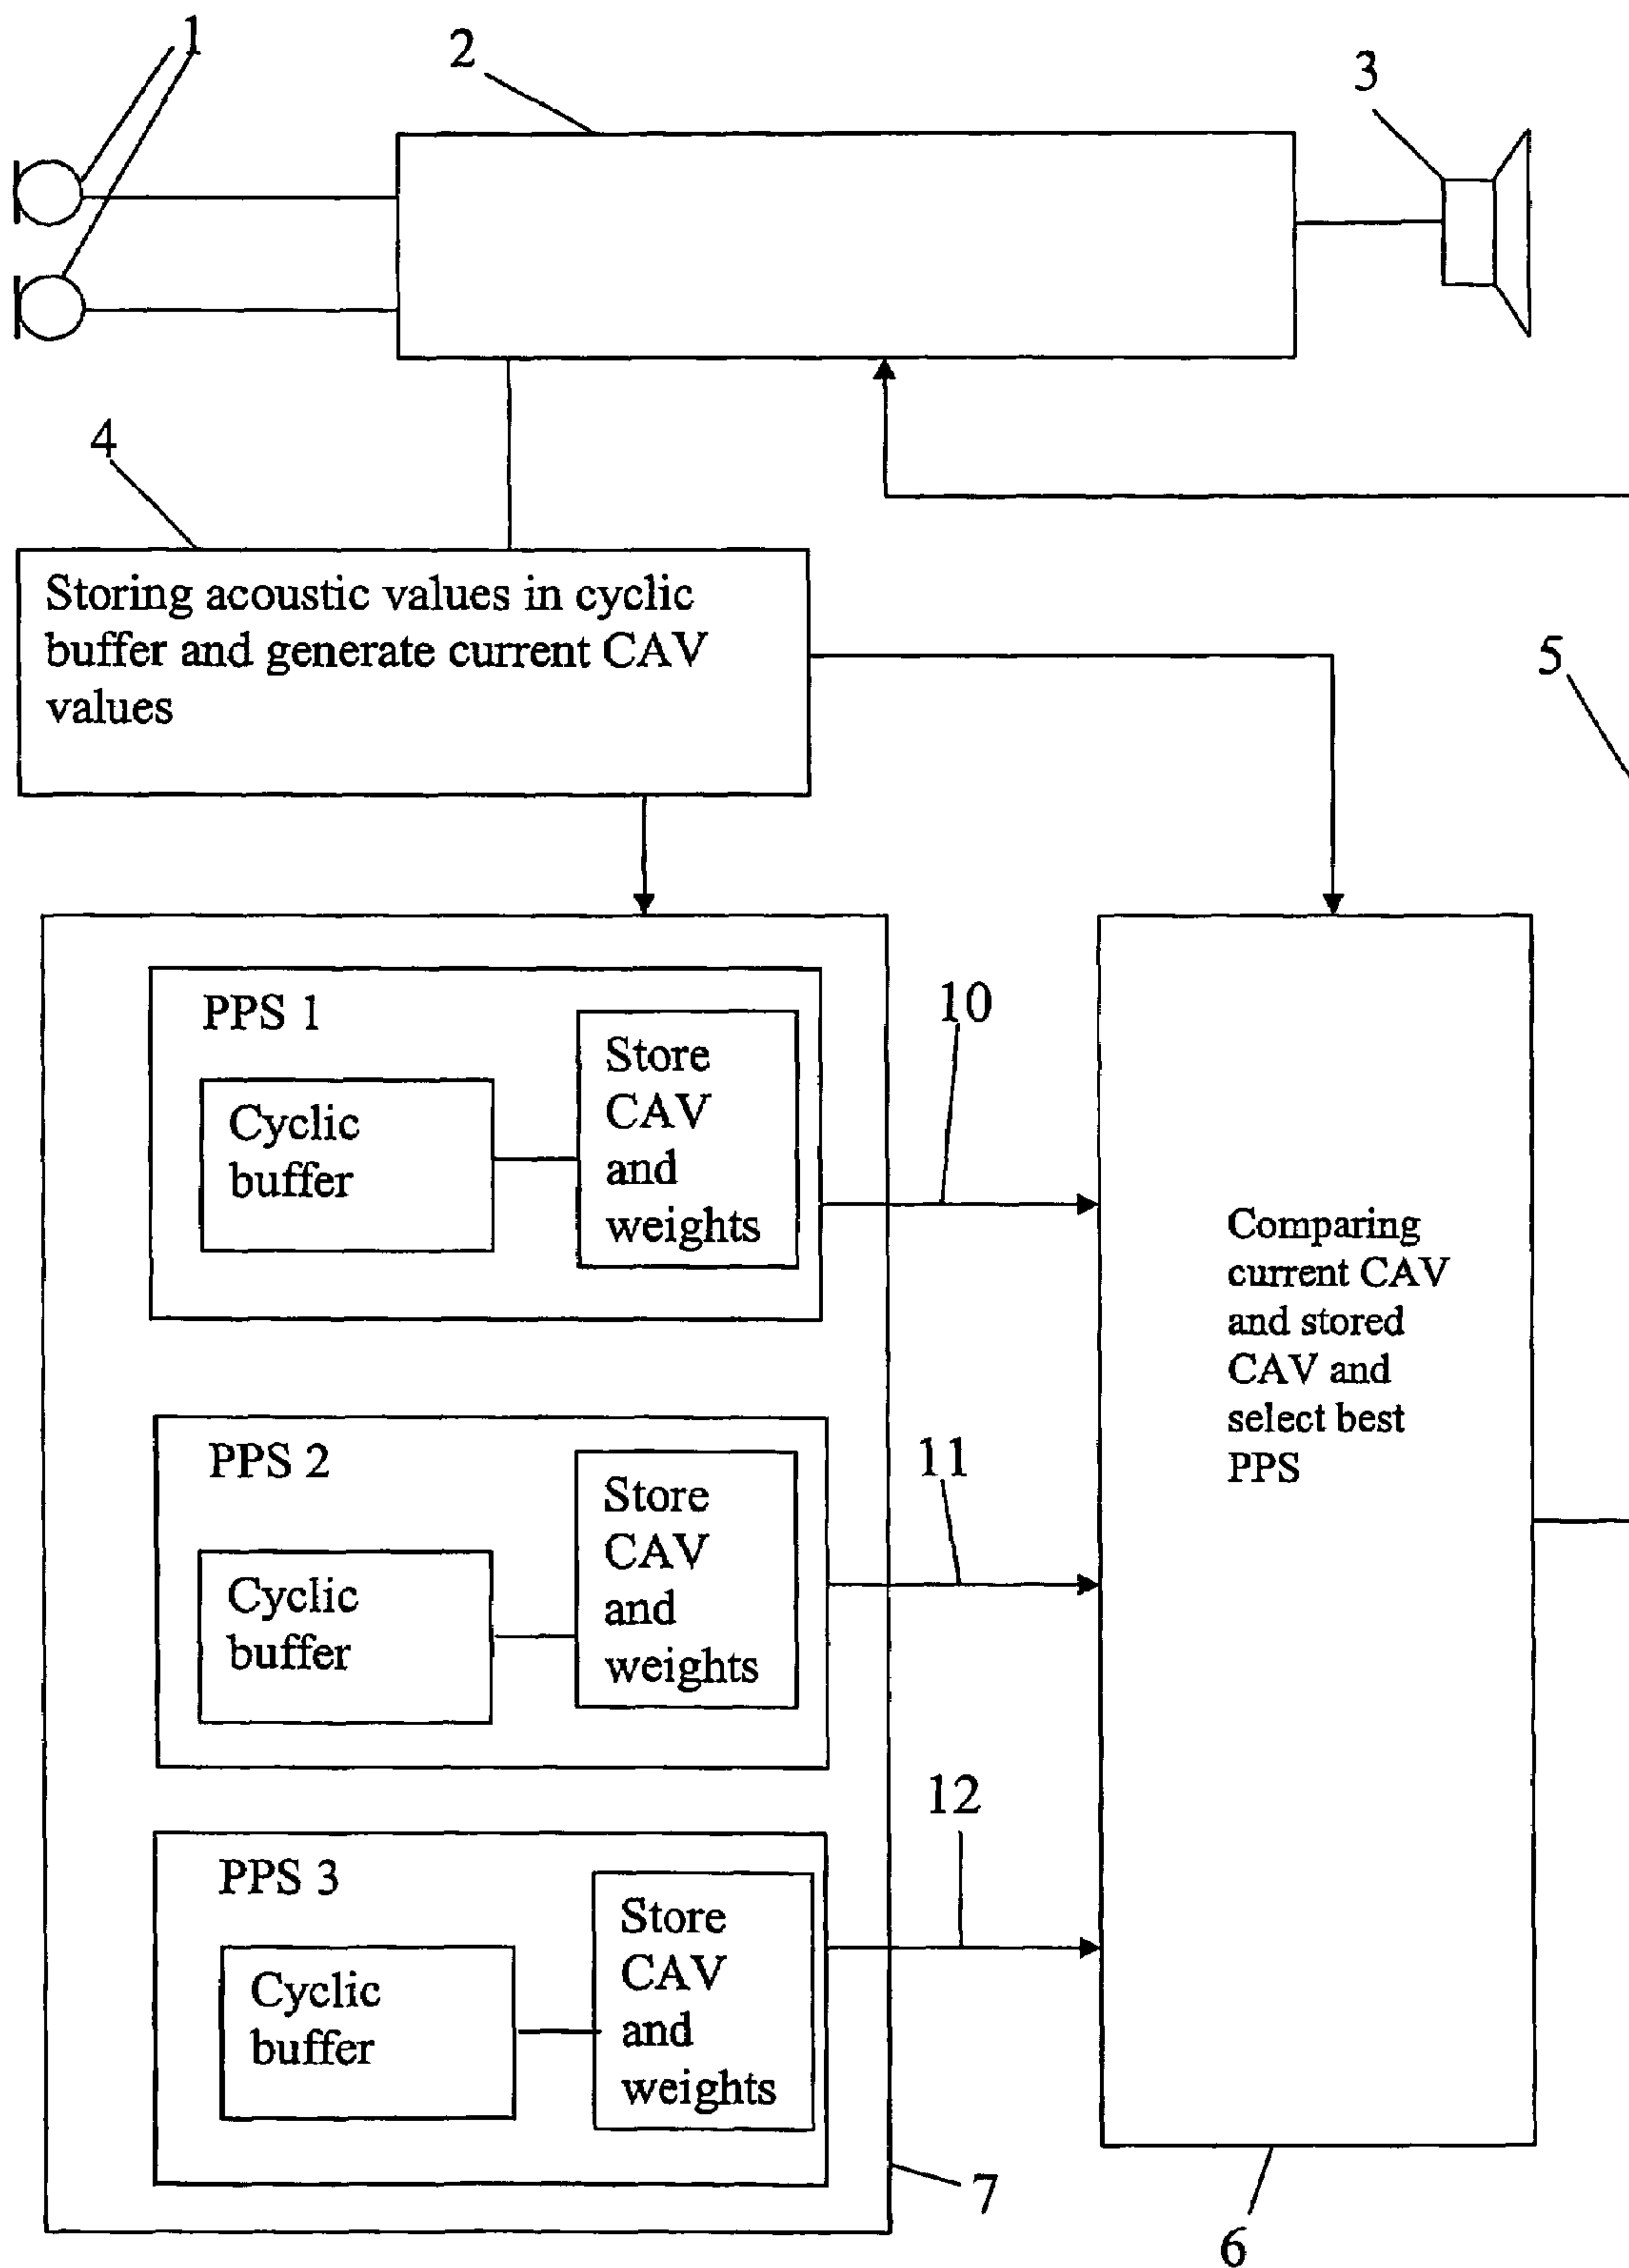 1
2
3
4
Storing acoustic values in cyclic
buffer and generate current CAV
values
5
PPS 1
Cyclic
buffer
Store
CAV
and
weights
10
PPS 2
Cyclic
buffer
Store
CAV
and
weights
11
PPS 3
Cyclic
buffer
Store
CAV
and
weights
12
Comparing
current CAV
and stored
CAV and
select best
PPS
7
6